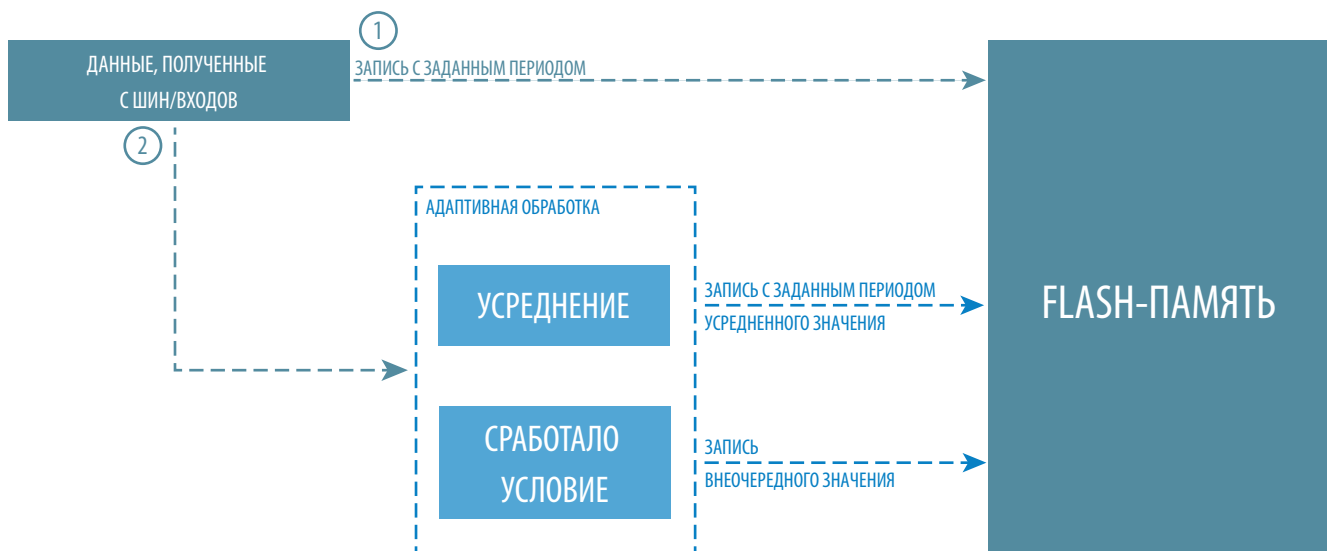 1
ДАННЫЕ, ПОЛУЧЕННЫЕ
С ШИН/ВХОДОВ
ЗАПИСЬ С ЗАДАННЫМ ПЕРИОДОМ
2
АДАПТИВНАЯ ОБРАБОТКА
УСРЕДНЕНИЕ
ЗАПИСЬ С ЗАДАННЫМ ПЕРИОДОМ
УСРЕДНЕННОГО ЗНАЧЕНИЯ
FLASH-ПАМЯТЬ
СРАБОТАЛО
УСЛОВИЕ
ЗАПИСЬ
ВНЕОЧЕРЕДНОГО ЗНАЧЕНИЯ